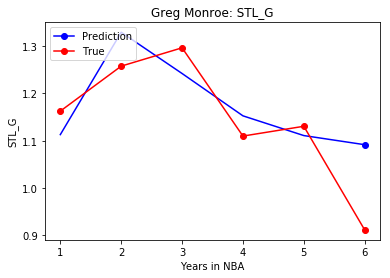 Greg Monroe: STL_G
Prediction
True
1.3
1.2
1.1
1.0
0.9
STL_G
1 2 3 4 5 6
Years in NBA